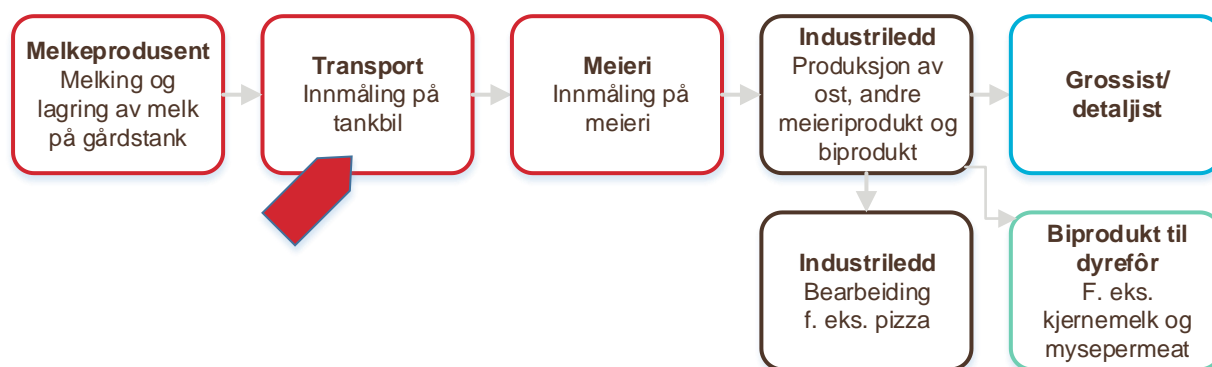 Melkeprodusent
Melking og
lagring av melk
på gårdstank
Transport
Innmåling på
tankbil
Meieri
Innmåling på
meieri
Industriledd
Produksjon av
ost, andre
meieriprodukt og
biprodukt
Grossist/
detaljist
Industriledd
Bearbeiding
f. eks. pizza
Biprodukt til
dyrefôr
F. eks.
kjernemelk og
mysepermeat